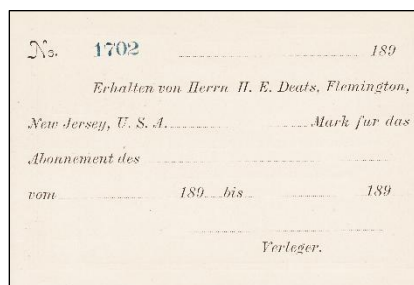 No. 1702 189
Erhalten von Herrn H. E. Deats, Flemington,
New Jersey, U. S. A. Mark fur das
Abonnement des
vom 189 bis 189
Verleger.